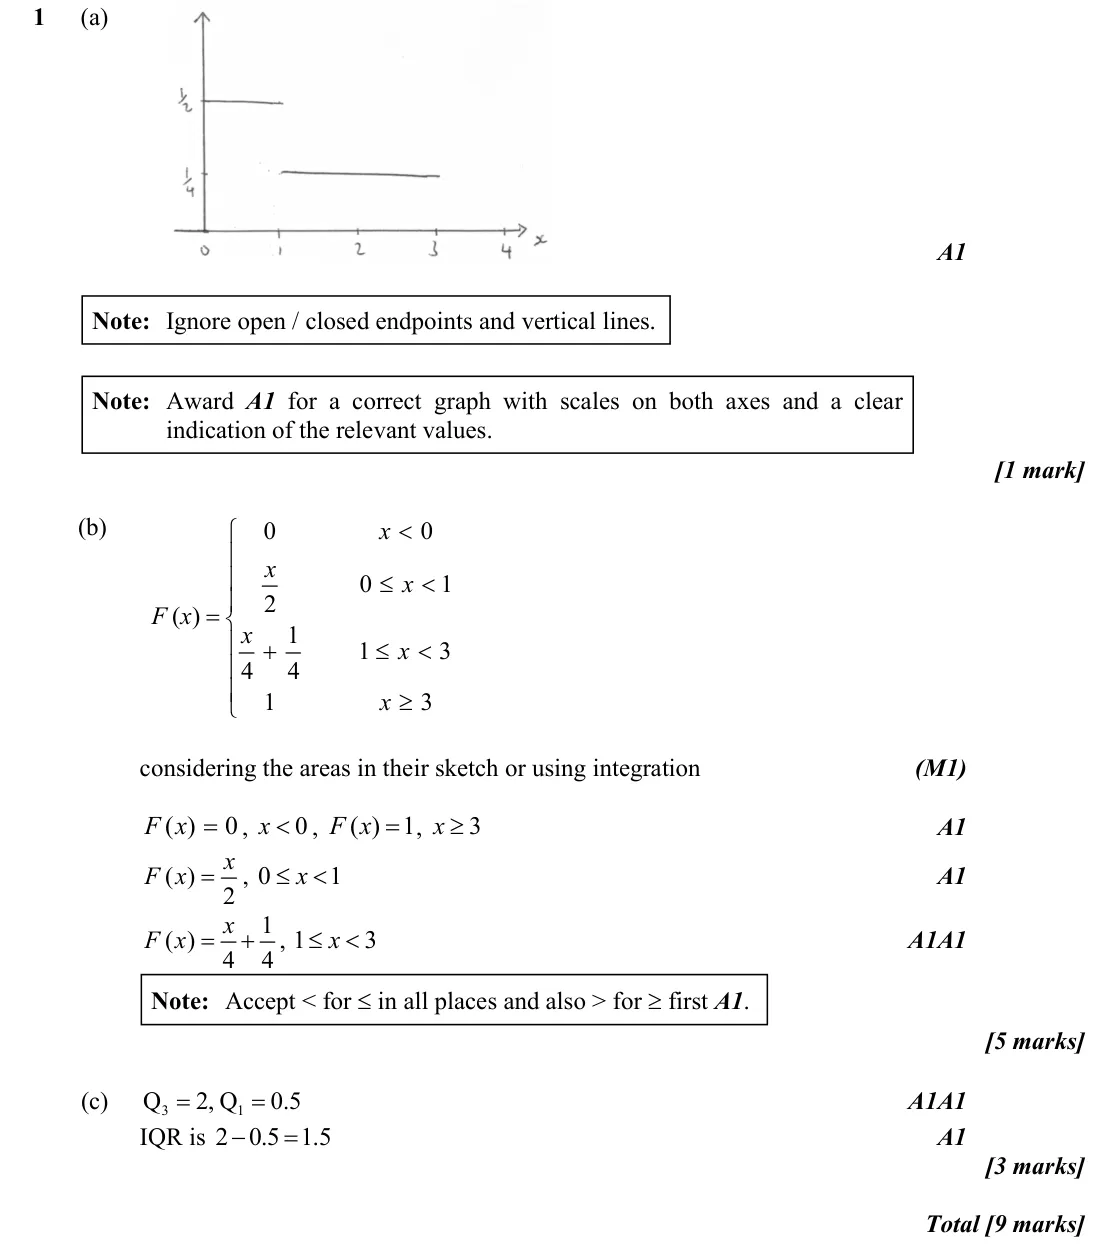 1 (a)
1/2
1/4
0 1 2 3 4 x
A1
Note: Ignore open / closed endpoints and vertical lines.
Note: Award A1 for a correct graph with scales on both axes and a clear
indication of the relevant values.
[1 mark]
(b)
F(x) = {
0 x < 0
x/2 0 ≤ x < 1
x/4 + 1/4 1 ≤ x < 3
1 x ≥ 3
considering the areas in their sketch or using integration (M1)
F(x) = 0, x < 0, F(x) = 1, x ≥ 3 A1
F(x) = x/2, 0 ≤ x < 1 A1
F(x) = x/4 + 1/4, 1 ≤ x < 3 A1A1
Note: Accept < for ≤ in all places and also > for ≥ first A1.
[5 marks]
(c) Q₃ = 2, Q₁ = 0.5 A1A1
IQR is 2 − 0.5 = 1.5 A1
[3 marks]
Total [9 marks]